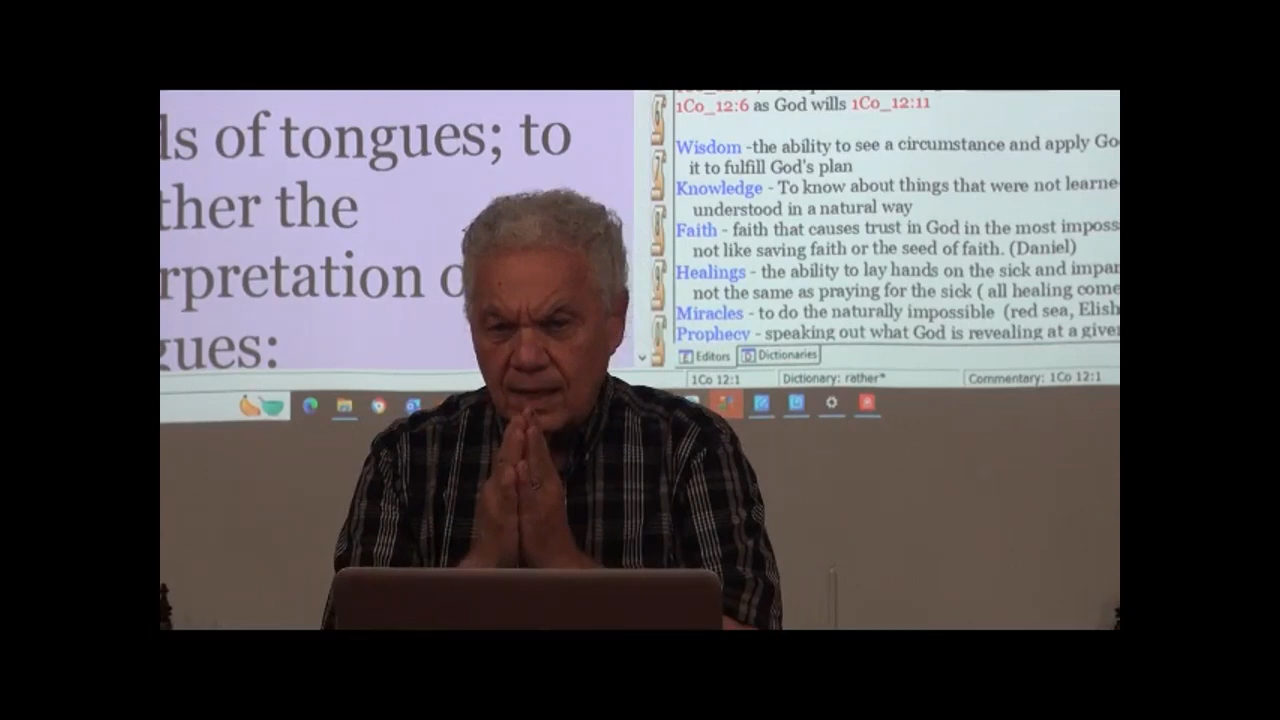 ds of tongues; to
ther the
rpretation o
gues:
1Co_12:6 as God wills 1Co_12:11
Wisdom -the ability to see a circumstance and apply Go
it to fulfill God's plan
Knowledge - To know about things that were not learne
understood in a natural way
Faith - faith that causes trust in God in the most imposs
not like saving faith or the seed of faith. (Daniel)
Healings - the ability to lay hands on the sick and impar
not the same as praying for the sick ( all healing come
Miracles - to do the naturally impossible (red sea, Elish
Prophecy - speaking out what God is revealing at a giver
Editors Dictionaries
1Co 12:1 Dictionary: rather* Commentary: 1Co 12:1